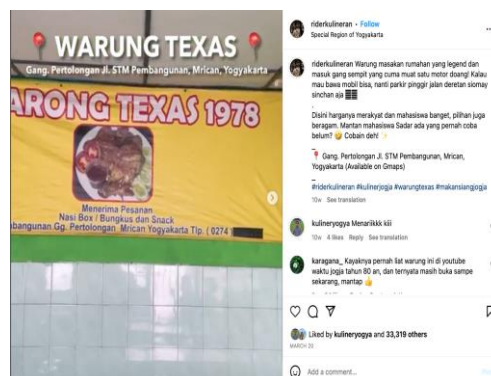 WARUNG TEXAS
Gang. Pertolongan Jl. STM Pembangunan, Mrican, Yogyakarta
ARONG TEXAS 1978
Menerima Pesanan
Nasi Box / Bungkus dan Snack
bangunan.Gg. Pertolongan Mrican Yogyakarta Tlp. ( 0274
riderkulineran • Follow
Special Region of Yogyakarta
riderkulineran Warung masakan rumahan yang legend dan
masuk gang sempit yang cuma muat satu motor doang! Kalau
mau bawa mobil bisa, nanti parkir pinggir jalan deretan siomay
sinchan aja
.
Disini harganya merakyat dan mahasiswa banget, pilihan juga
beragam. Mantan mahasiswa Sadar ada yang pernah coba
belum? 🤣 Cobain deh! ✨
_
📍 Gang. Pertolongan Jl. STM Pembangunan, Mrican,
Yogyakarta (Available on Gmaps)
_
#riderkulineran #kulinerjogja #warungtexas #makansiangjogja
10w See translation
kulineryogya Menariikkk kiii
10w 4 likes Reply See translation
karagana_ Kayaknya pernah liat warung ini di youtube
waktu jogja tahun 80 an, dan ternyata masih buka sampe
sekarang, mantap 👍
Liked by kulineryogya and 33,319 others
Add a comment...